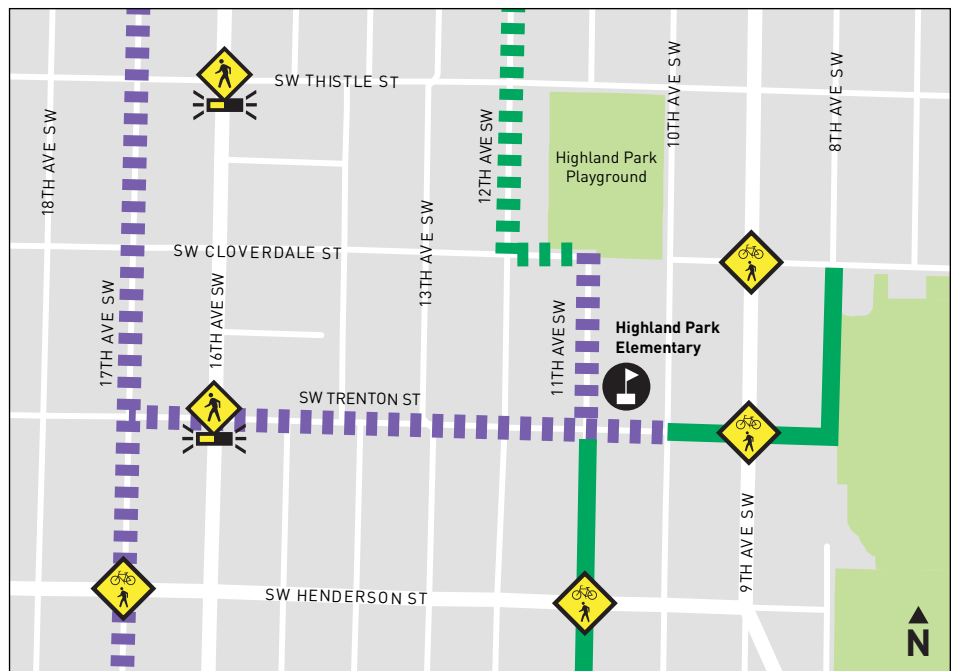 SW THISTLE ST
18TH AVE SW
12TH AVE SW
10TH AVE SW
8TH AVE SW
Highland Park
Playground
SW CLOVERDALE ST
13TH AVE SW
17TH AVE SW
16TH AVE SW
11TH AVE SW
Highland Park
Elementary
SW TRENTON ST
9TH AVE SW
SW HENDERSON ST
N